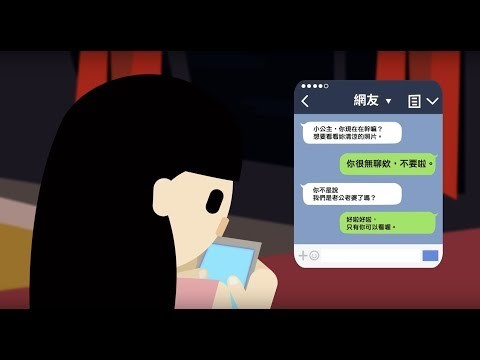 網友
小公主，你現在在幹嘛？
想要看看妳清涼的照片。
你很無聊欸，不要啦。
你不是說
我們是老公老婆了嗎？
好啦好啦，
只有你可以看喔。